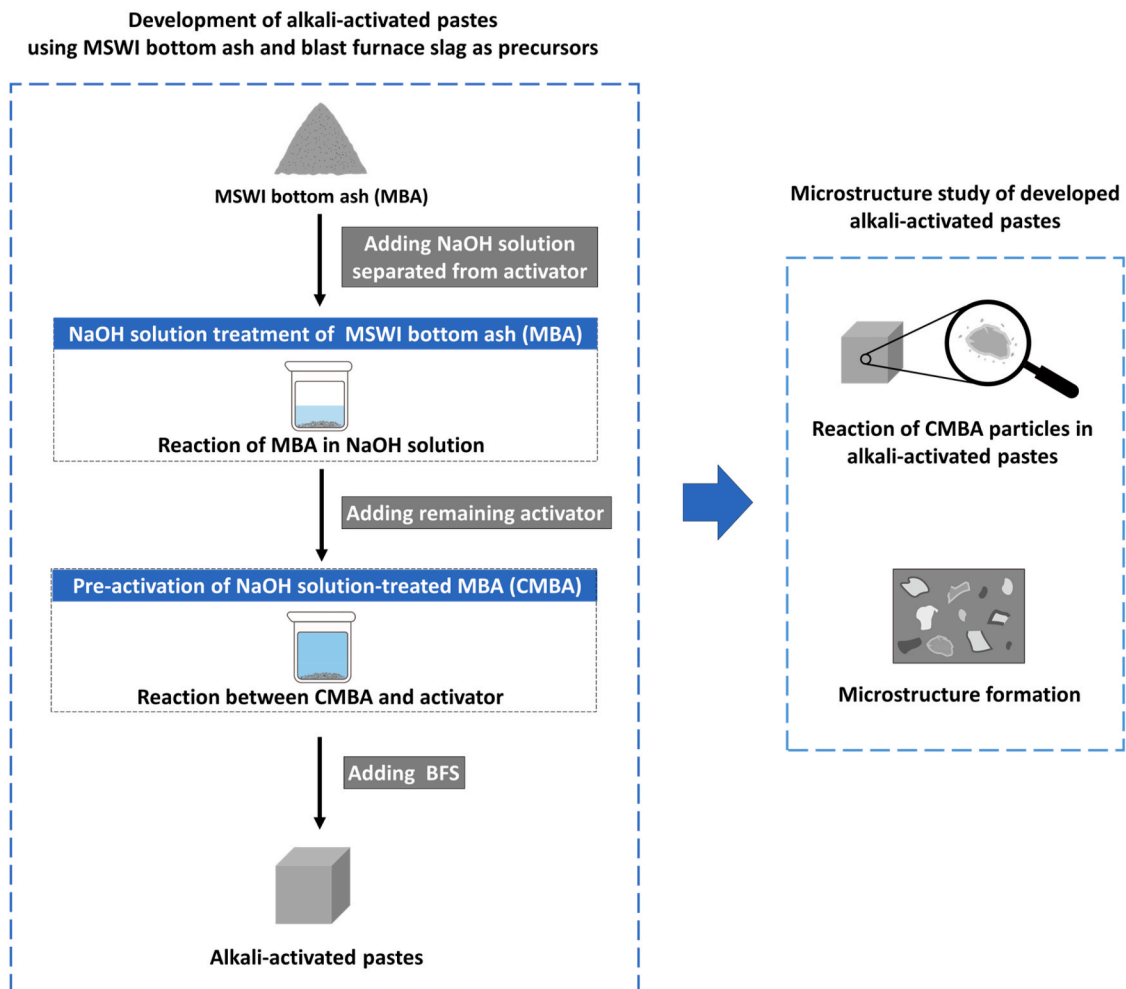 Development of alkali-activated pastes
using MSWI bottom ash and blast furnace slag as precursors
MSWI bottom ash (MBA)
Adding NaOH solution
separated from activator
NaOH solution treatment of MSWI bottom ash (MBA)
Reaction of MBA in NaOH solution
Adding remaining activator
Pre-activation of NaOH solution-treated MBA (CMBA)
Reaction between CMBA and activator
Adding BFS
Alkali-activated pastes
Microstructure study of developed
alkali-activated pastes
Reaction of CMBA particles in
alkali-activated pastes
Microstructure formation